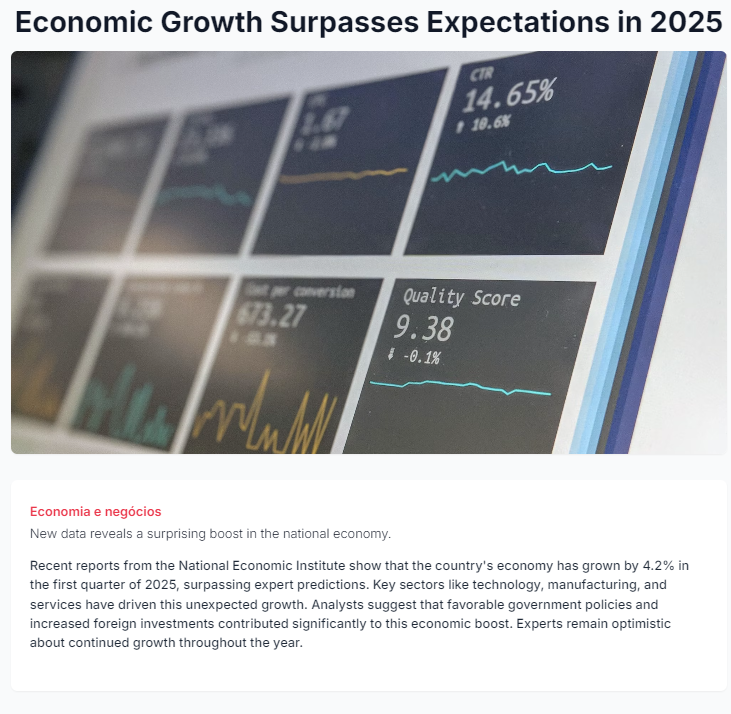 Economic Growth Surpasses Expectations in 2025
CTR
14.65%
↑ 10.6%
1.67
Cost per conversion
673.27
Quality Score
9.38
↓ -0.1%
Economia e negócios
New data reveals a surprising boost in the national economy.
Recent reports from the National Economic Institute show that the country's economy has grown by 4.2% in
the first quarter of 2025, surpassing expert predictions. Key sectors like technology, manufacturing, and
services have driven this unexpected growth. Analysts suggest that favorable government policies and
increased foreign investments contributed significantly to this economic boost. Experts remain optimistic
about continued growth throughout the year.